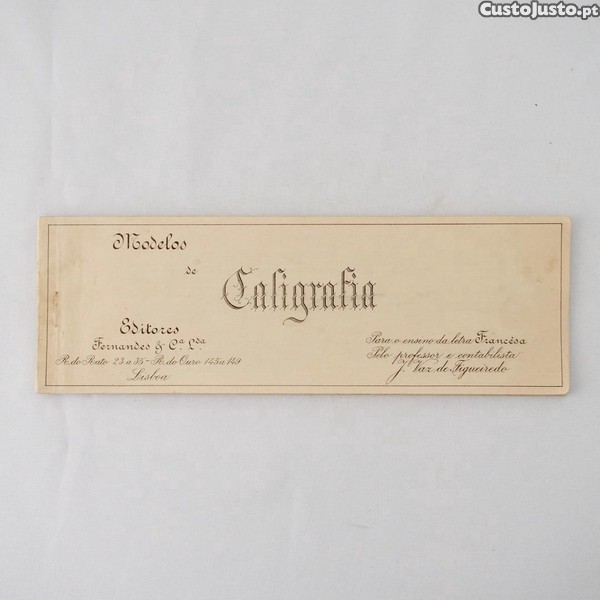 CustoJusto.pt
Modelos
de
Caligrafia
Editores
Fernandes & Cª Lda
R. do Rato 23 a 35-R. do Ouro 145 a 149
Lisboa
Para o ensino da letra Francêsa
Pelo professor e contabilista
J. Vaz de Figueiredo